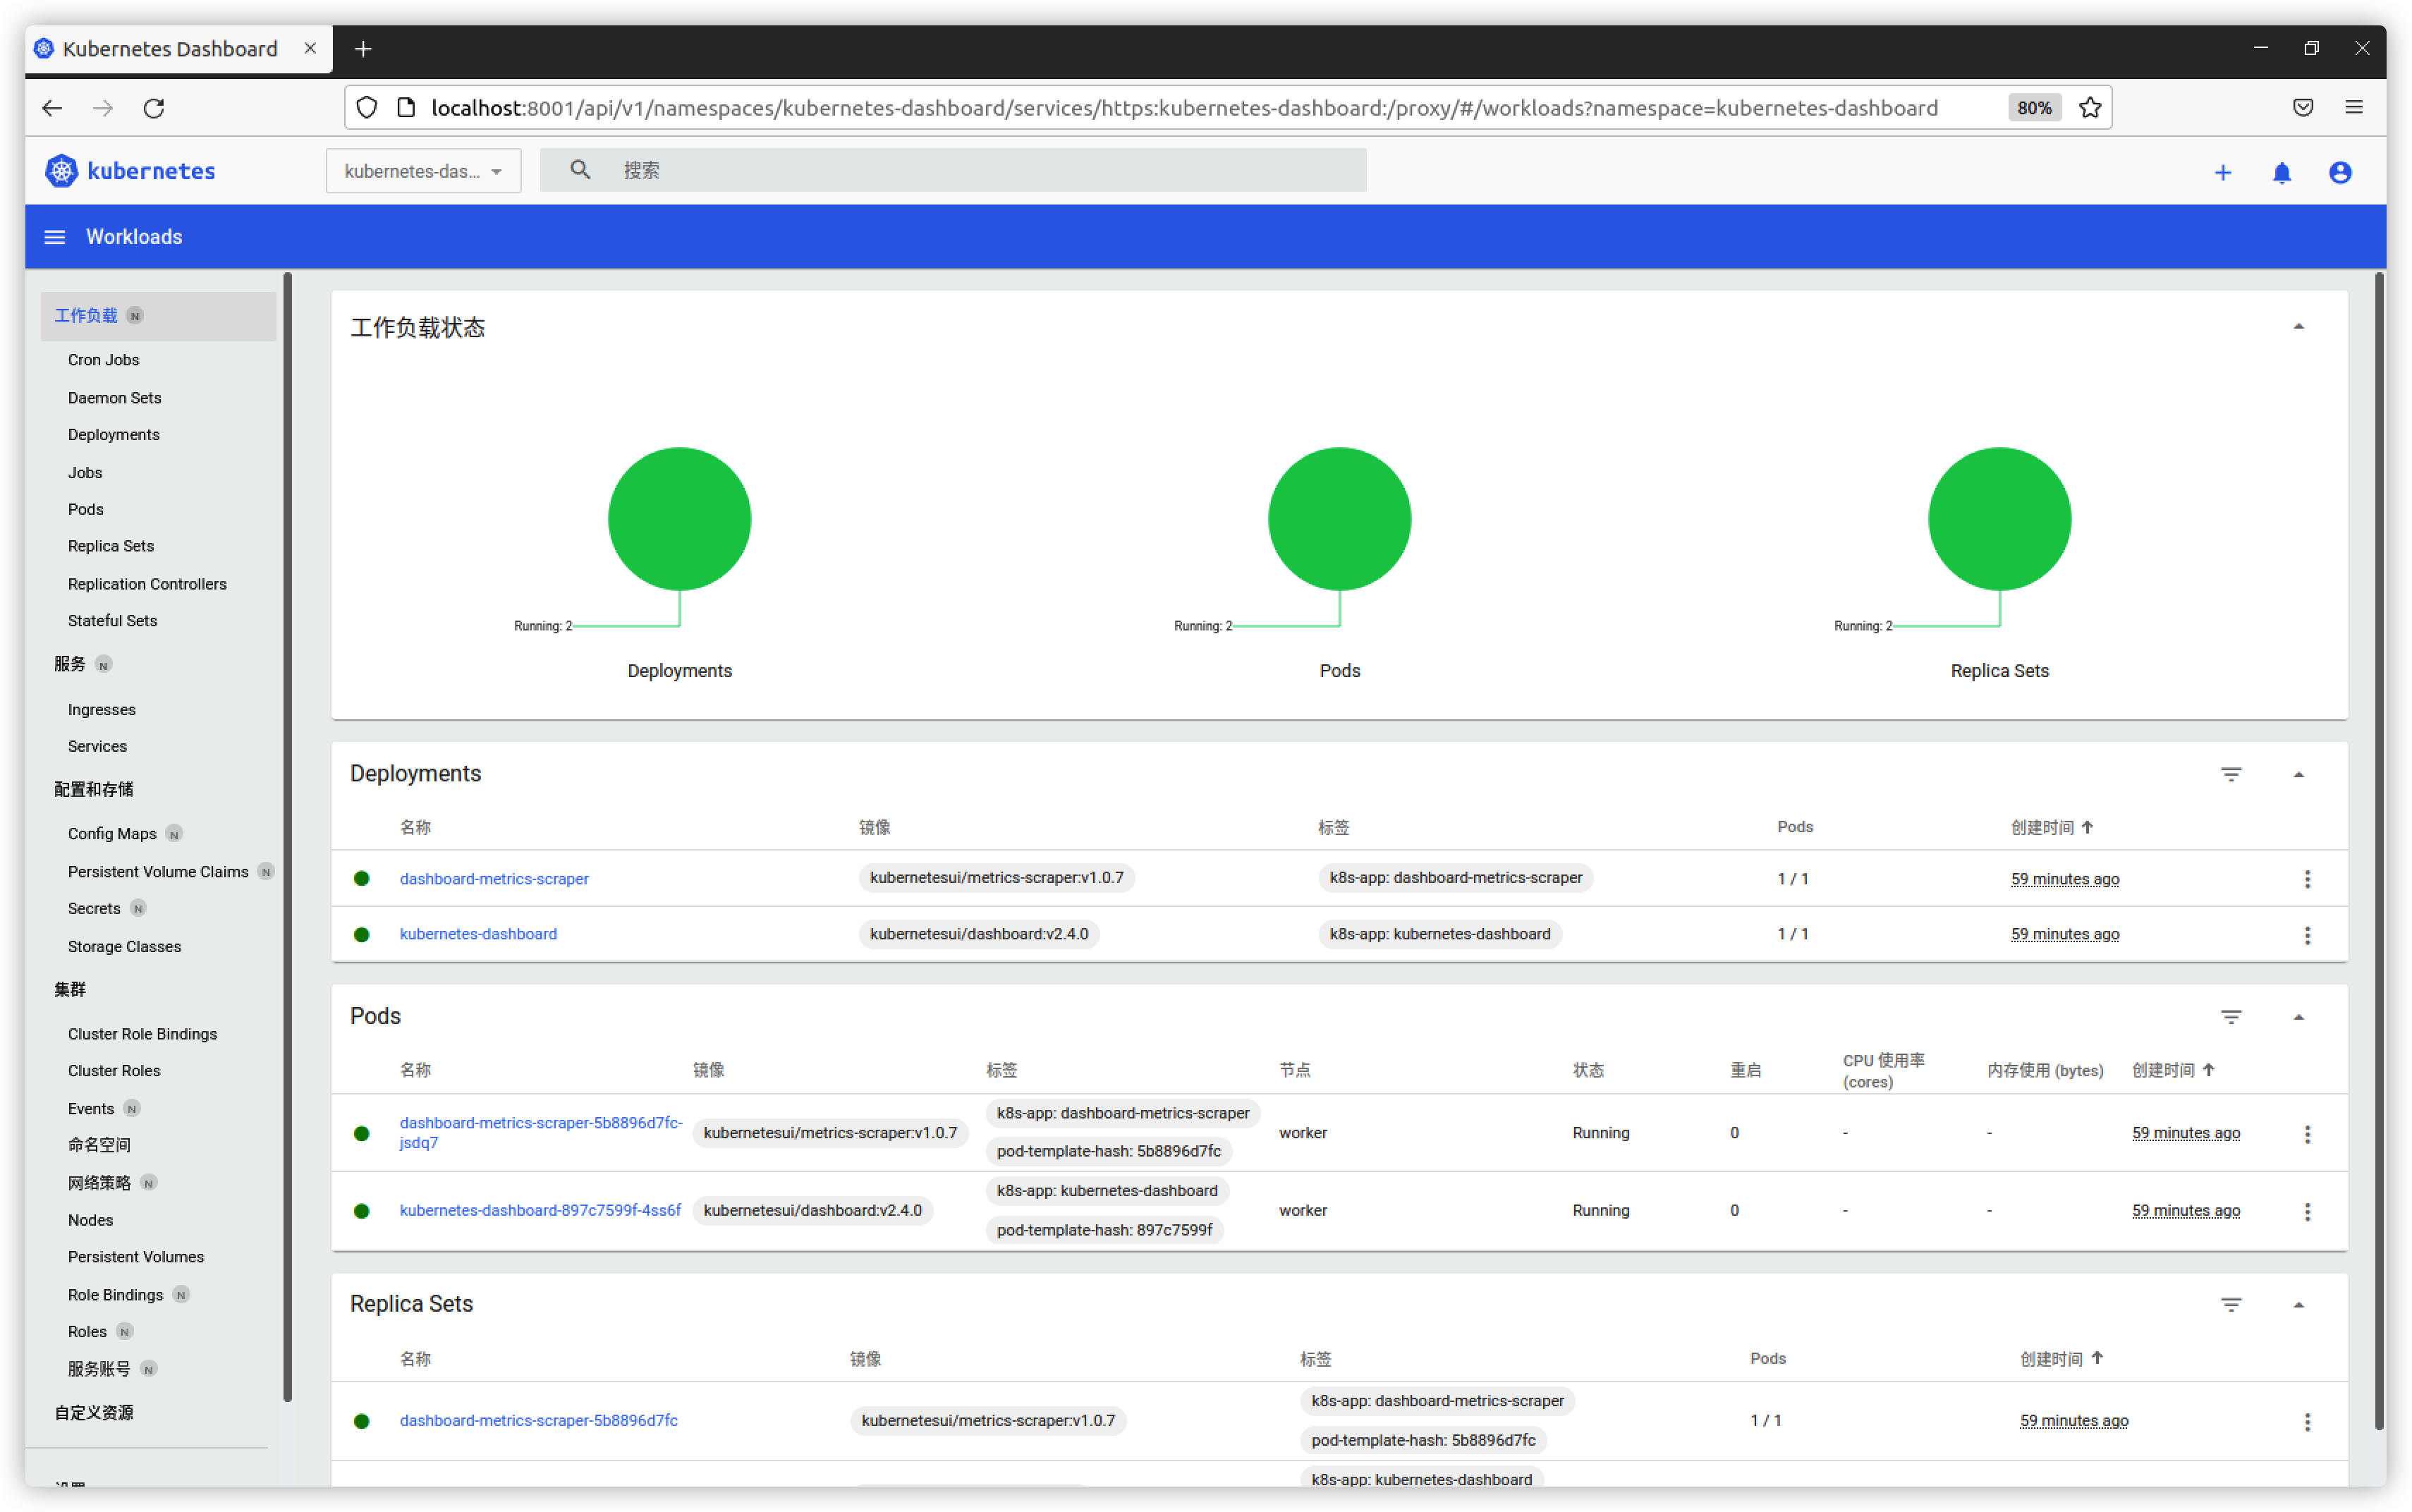 Kubernetes Dashboard
localhost:8001/api/v1/namespaces/kubernetes-dashboard/services/https:kubernetes-dashboard:/proxy/#/workloads?namespace=kubernetes-dashboard 80%
kubernetes kubernetes-das... 搜索
Workloads
工作负载 N
Cron Jobs
Daemon Sets
Deployments
Jobs
Pods
Replica Sets
Replication Controllers
Stateful Sets
服务 N
Ingresses
Services
配置和存储
Config Maps N
Persistent Volume Claims N
Secrets N
Storage Classes
集群
Cluster Role Bindings
Cluster Roles
Events N
命名空间
网络策略 N
Nodes
Persistent Volumes
Role Bindings N
Roles N
服务账号 N
自定义资源
工作负载状态
Running: 2
Deployments
Running: 2
Pods
Running: 2
Replica Sets
Deployments
名称 镜像 标签 Pods 创建时间
dashboard-metrics-scraper kubernetesui/metrics-scraper:v1.0.7 k8s-app: dashboard-metrics-scraper 1 / 1 59 minutes ago
kubernetes-dashboard kubernetesui/dashboard:v2.4.0 k8s-app: kubernetes-dashboard 1 / 1 59 minutes ago
Pods
名称 镜像 标签 节点 状态 重启 CPU 使用率 (cores) 内存使用 (bytes) 创建时间
dashboard-metrics-scraper-5b8896d7fc-jsdq7 kubernetesui/metrics-scraper:v1.0.7 k8s-app: dashboard-metrics-scraper worker Running 0 - - 59 minutes ago
pod-template-hash: 5b8896d7fc
kubernetes-dashboard-897c7599f-4ss6f kubernetesui/dashboard:v2.4.0 k8s-app: kubernetes-dashboard worker Running 0 - - 59 minutes ago
pod-template-hash: 897c7599f
Replica Sets
名称 镜像 标签 Pods 创建时间
dashboard-metrics-scraper-5b8896d7fc kubernetesui/metrics-scraper:v1.0.7 k8s-app: dashboard-metrics-scraper 1 / 1 59 minutes ago
pod-template-hash: 5b8896d7fc
k8s-app: kubernetes-dashboard